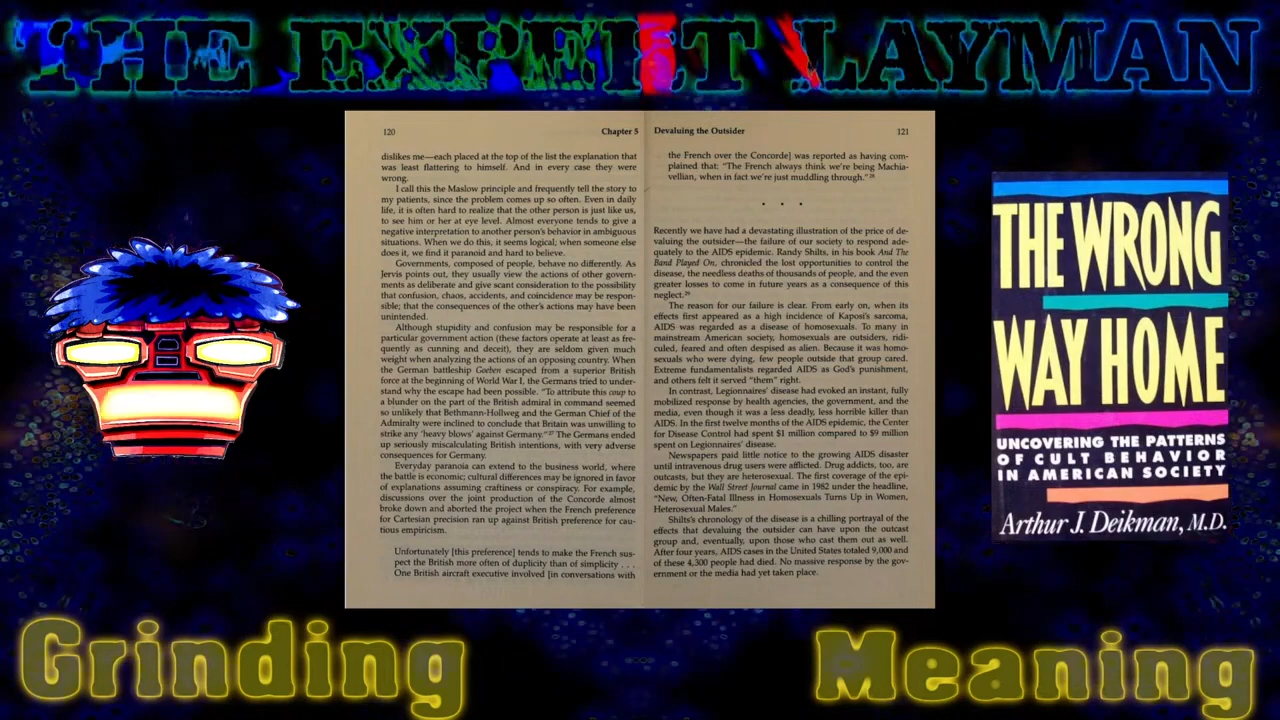 THE EXPERT LAYMAN
120
Chapter 5
dislikes me—each placed at the top of the list the explanation that
was least flattering to himself. And in every case they were
wrong.
I call this the Maslow principle and frequently tell the story to
my patients, since the problem comes up so often. Even in daily
life, it is often hard to realize that the other person is just like us,
to see him or her at eye level. Almost everyone tends to give a
negative interpretation to another person's behavior in ambiguous
situations. When we do this, it seems logical; when someone else
does it, we find it paranoid and hard to believe.
Governments, composed of people, behave no differently. As
Jervis points out, they usually view the actions of other govern-
ments as deliberate and give scant consideration to the possibility
that confusion, chaos, accidents, and coincidence may be respon-
sible; that the consequences of the other's actions may have been
unintended.
Although stupidity and confusion may be responsible for a
particular government action (these factors operate at least as fre-
quently as cunning and deceit), they are seldom given much
weight when analyzing the actions of an opposing country. When
the German battleship Goeben escaped from a superior British
force at the beginning of World War I, the Germans tried to under-
stand why the escape had been possible. "To attribute this coup to
a blunder on the part of the British admiral in command seemed
so unlikely that Bethmann-Hollweg and the German Chief of the
Admiralty were inclined to conclude that Britain was unwilling to
strike any 'heavy blows' against Germany."27 The Germans ended
up seriously miscalculating British intentions, with very adverse
consequences for Germany.
Everyday paranoia can extend to the business world, where
the battle is economic; cultural differences may be ignored in favor
of explanations assuming craftiness or conspiracy. For example,
discussions over the joint production of the Concorde almost
broke down and aborted the project when the French preference
for Cartesian precision ran up against British preference for cau-
tious empiricism.
Unfortunately [this preference] tends to make the French sus-
pect the British more often of duplicity than of simplicity . . .
One British aircraft executive involved [in conversations with
Devaluing the Outsider
121
the French over the Concorde] was reported as having com-
plained that: "The French always think we're being Machia-
vellian, when in fact we're just muddling through."28
. . .
Recently we have had a devastating illustration of the price of de-
valuing the outsider—the failure of our society to respond ade-
quately to the AIDS epidemic. Randy Shilts, in his book And The
Band Played On, chronicled the lost opportunities to control the
disease, the needless deaths of thousands of people, and the even
greater losses to come in future years as a consequence of this
neglect.29
The reason for our failure is clear. From early on, when its
effects first appeared as a high incidence of Kaposi's sarcoma,
AIDS was regarded as a disease of homosexuals. To many in
mainstream American society, homosexuals are outsiders, ridi-
culed, feared and often despised as alien. Because it was homo-
sexuals who were dying, few people outside that group cared.
Extreme fundamentalists regarded AIDS as God's punishment,
and others felt it served "them" right.
In contrast, Legionnaires' disease had evoked an instant, fully
mobilized response by health agencies, the government, and the
media, even though it was a less deadly, less horrible killer than
AIDS. In the first twelve months of the AIDS epidemic, the Center
for Disease Control had spent $1 million compared to $9 million
spent on Legionnaires' disease.
Newspapers paid little notice to the growing AIDS disaster
until intravenous drug users were afflicted. Drug addicts, too, are
outcasts, but they are heterosexual. The first coverage of the epi-
demic by the Wall Street Journal came in 1982 under the headline,
"New, Often-Fatal Illness in Homosexuals Turns Up in Women,
Heterosexual Males."
Shilts's chronology of the disease is a chilling portrayal of the
effects that devaluing the outsider can have upon the outcast
group and, eventually, upon those who cast them out as well.
After four years, AIDS cases in the United States totaled 9,000 and
of these 4,300 people had died. No massive response by the gov-
ernment or the media had yet taken place.
THE WRONG
WAY HOME
UNCOVERING THE PATTERNS
OF CULT BEHAVIOR
IN AMERICAN SOCIETY
Arthur J. Deikman, M.D.
Grinding
Meaning